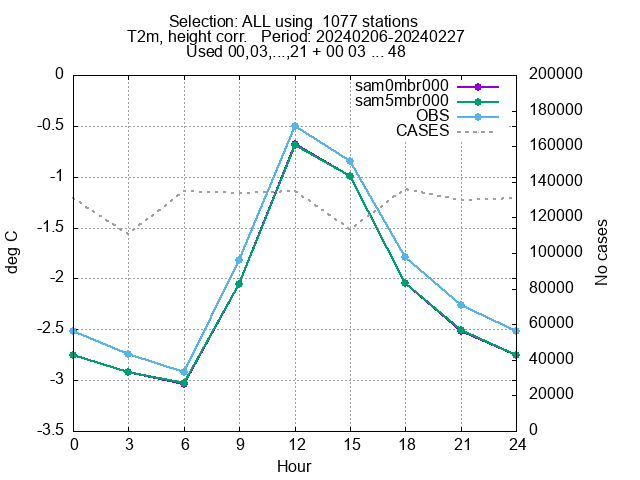 Selection: ALL using  1077 stations
T2m, height corr.   Period: 20240206-20240227
Used 00,03,...,21 + 00 03 ... 48
sam0mbr000
sam5mbr000
OBS
CASES
0
-0.5
-1
-1.5
-2
-2.5
-3
-3.5
deg C
200000
180000
160000
140000
120000
100000
80000
60000
40000
20000
0
No cases
0 3 6 9 12 15 18 21 24
Hour